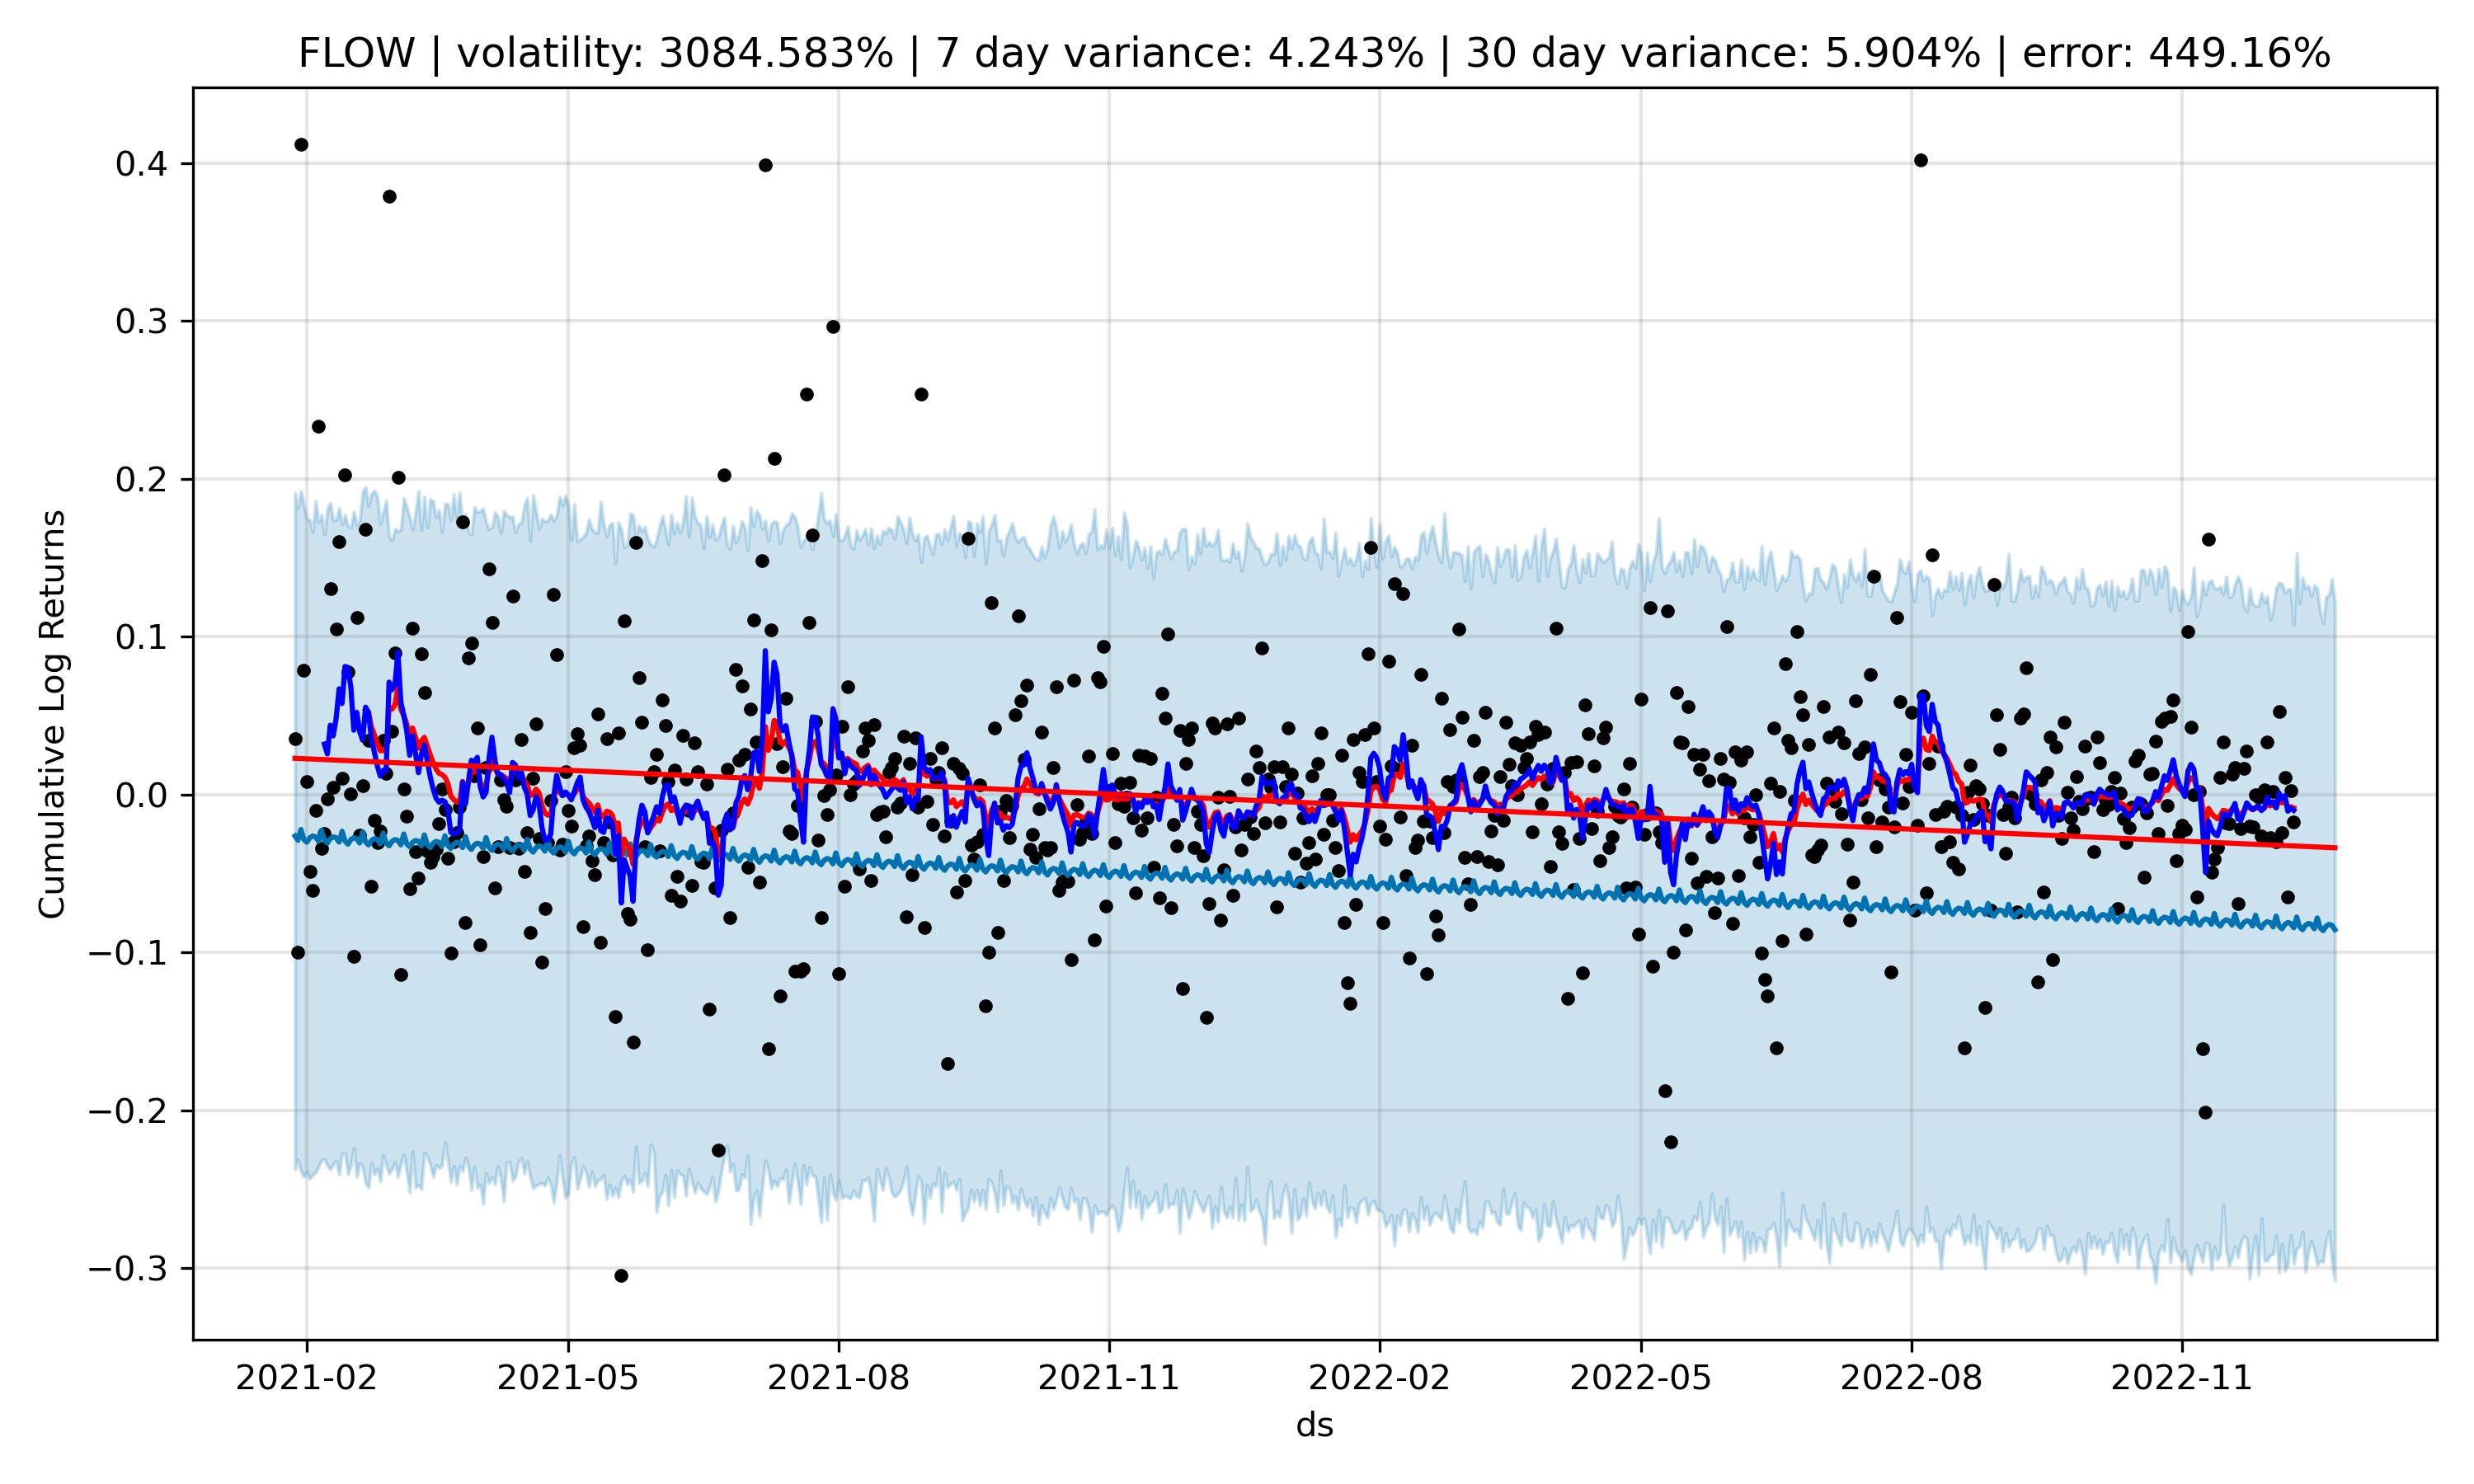 FLOW | volatility: 3084.583% | 7 day variance: 4.243% | 30 day variance: 5.904% | error: 449.16%
0.4
0.3
0.2
0.1
0.0
−0.1
−0.2
−0.3
Cumulative Log Returns
2021-02 2021-05 2021-08 2021-11 2022-02 2022-05 2022-08 2022-11
ds